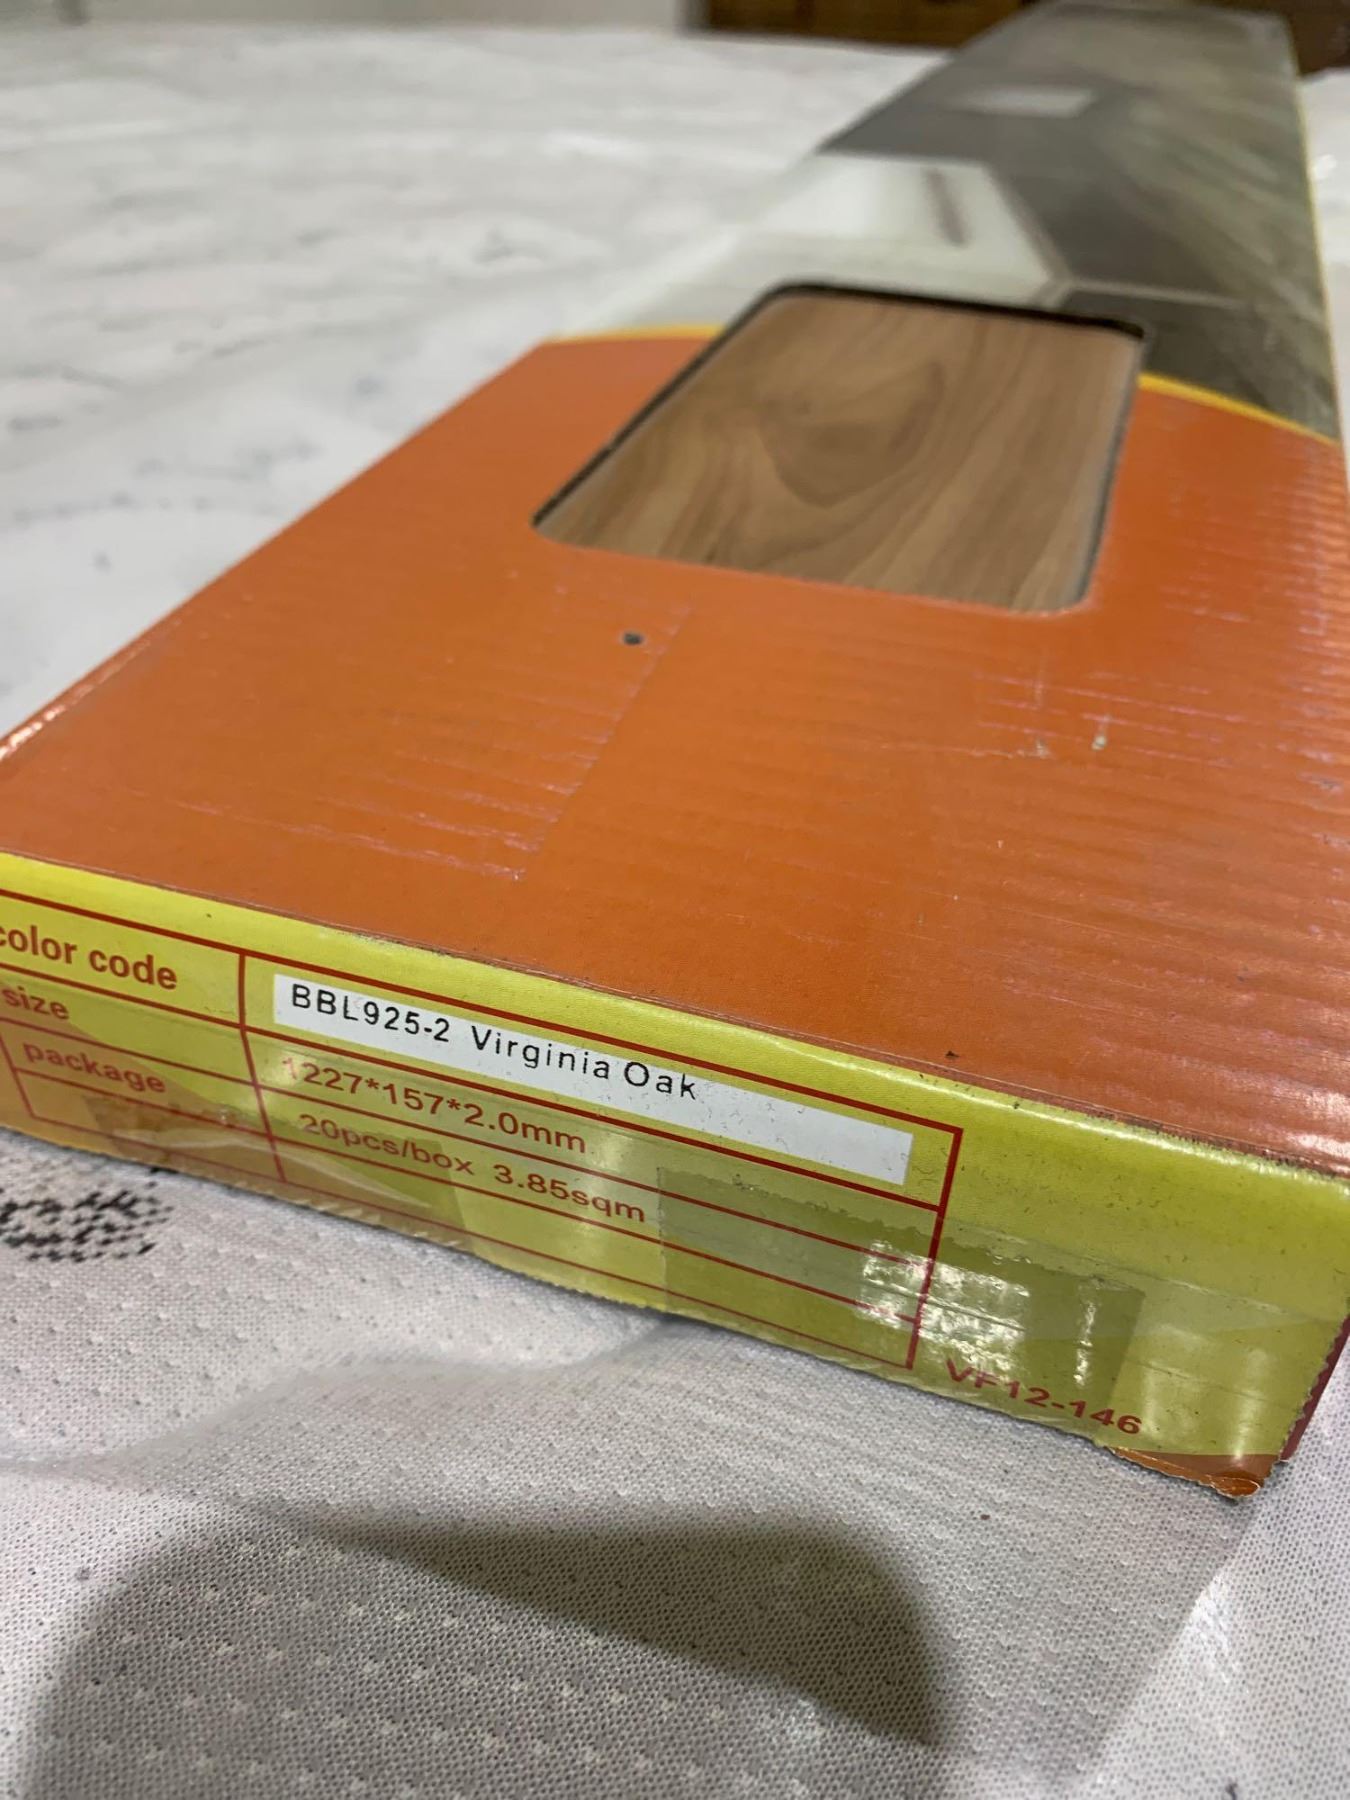 color code
BBL925-2 Virginia Oak
size
1227*157*2.0mm
package
20pcs/box 3.85sqm
VF12-146